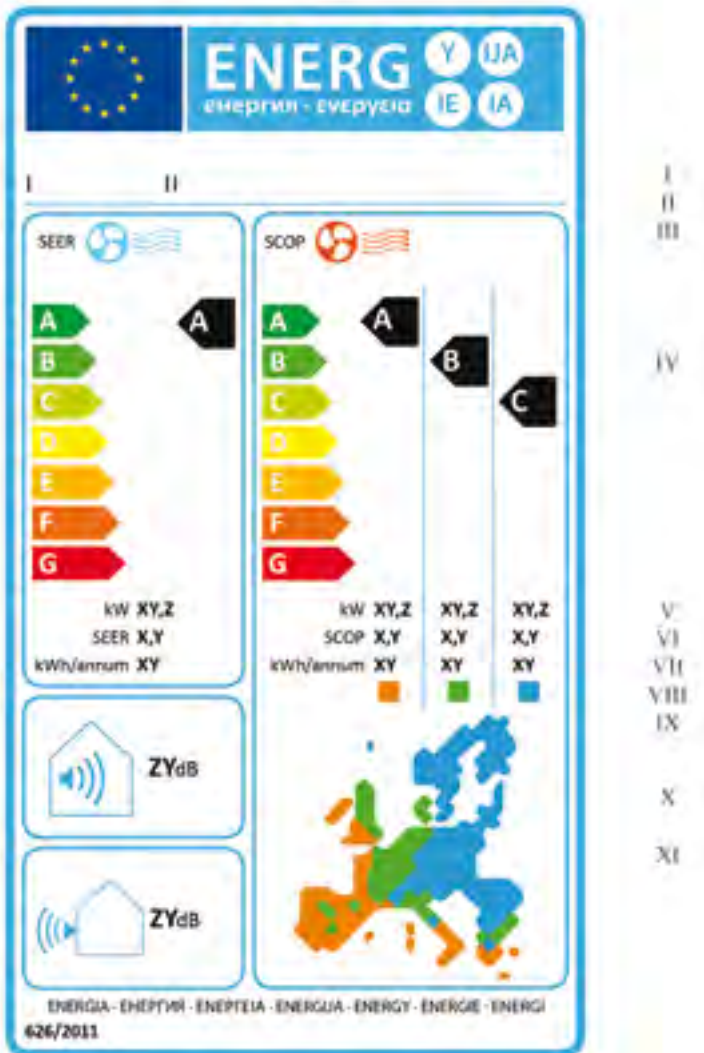 ENERG Y IJA
енергия · ενεργεια IE IA
I II
I
II
SEER SCOP
III
A A A A
B B B
IV
C C C
D D
E E
F F
G G
kW XY,Z kW XY,Z XY,Z XY,Z
V
SEER X,Y SCOP X,Y X,Y X,Y
VI
kWh/annum XY kWh/annum XY XY XY
VII
VIII
IX
ZYdB
X
XI
ZYdB
ENERGIA - ЕНЕРГИЯ - ΕΝΕΡΓΕΙΑ - ENERGIJA - ENERGY - ENERGIE - ENERGI
626/2011